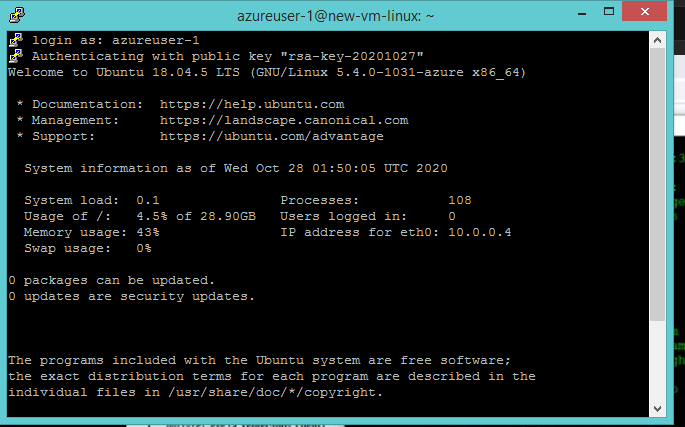 azureuser-1@new-vm-linux: ~
login as: azureuser-1
Authenticating with public key "rsa-key-20201027"
Welcome to Ubuntu 18.04.5 LTS (GNU/Linux 5.4.0-1031-azure x86_64)
* Documentation:  https://help.ubuntu.com
* Management:     https://landscape.canonical.com
* Support:        https://ubuntu.com/advantage
System information as of Wed Oct 28 01:50:05 UTC 2020
System load:  0.1               Processes:           108
Usage of /:   4.5% of 28.90GB   Users logged in:     0
Memory usage: 43%               IP address for eth0: 10.0.0.4
Swap usage:   0%
0 packages can be updated.
0 updates are security updates.
The programs included with the Ubuntu system are free software;
the exact distribution terms for each program are described in the
individual files in /usr/share/doc/*/copyright.